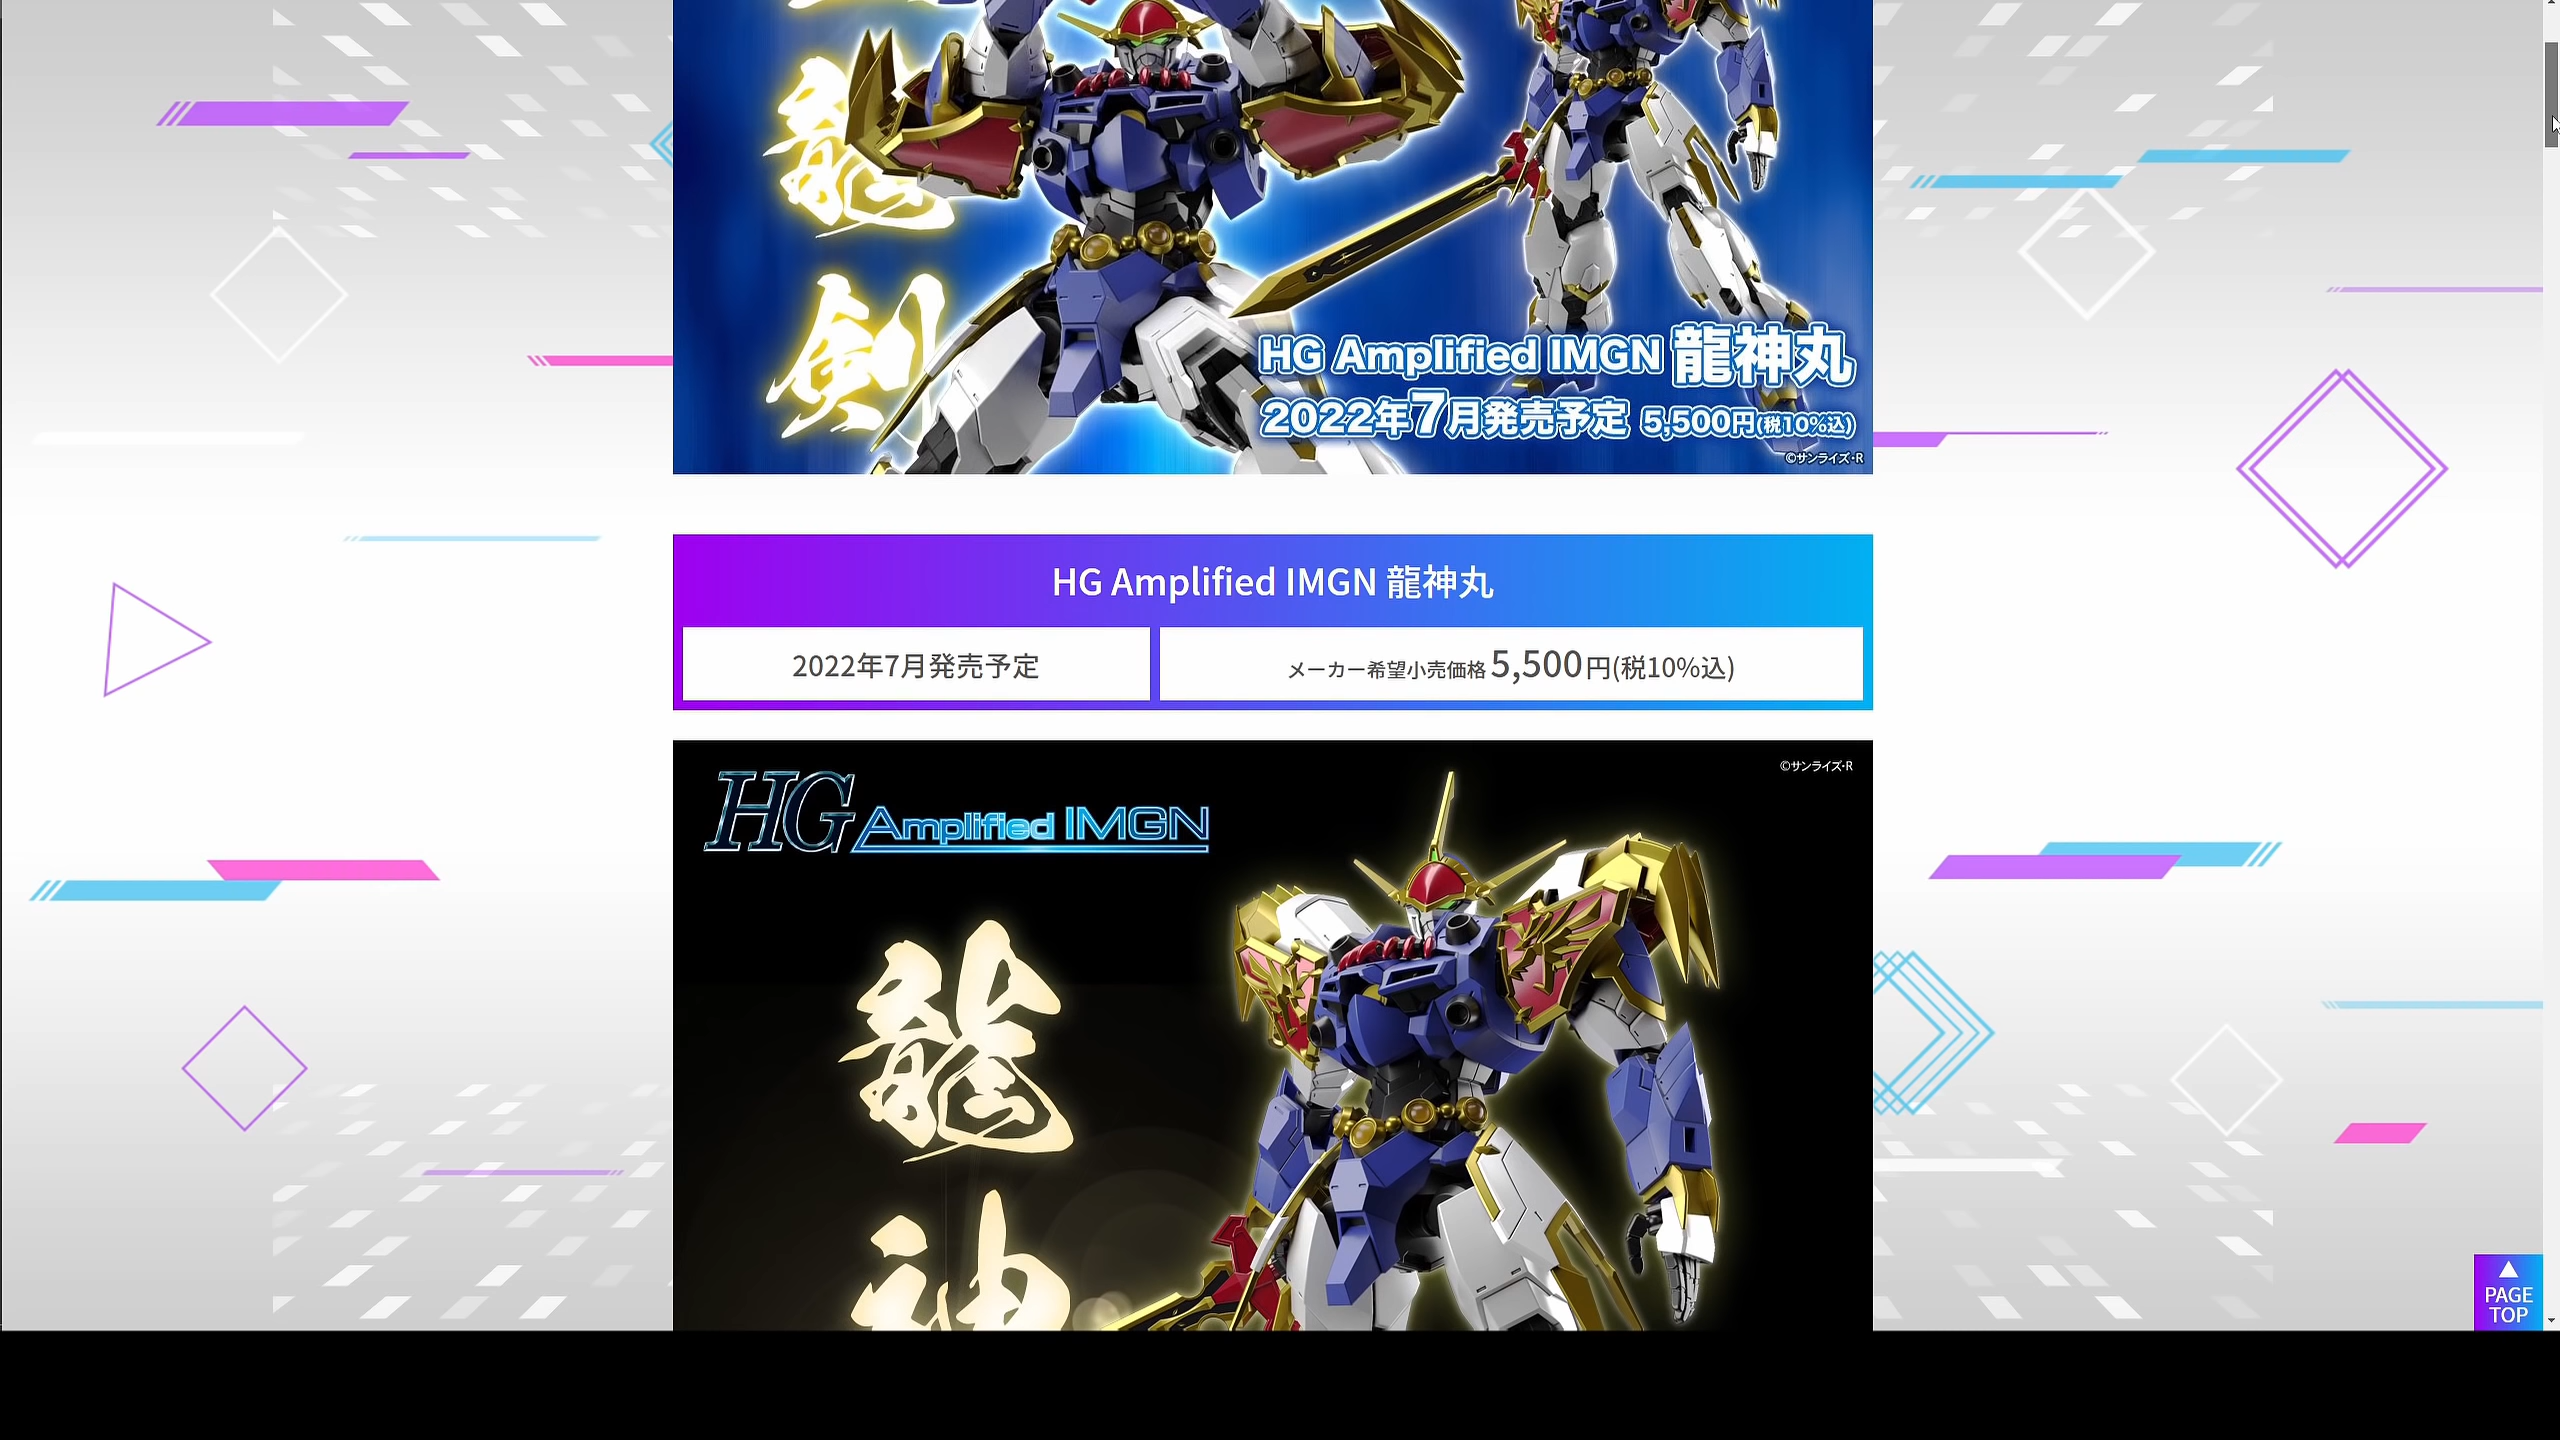 龍
剣
HG Amplified IMGN 龍神丸
2022年7月発売予定 5,500円(税10%込)
©サンライズ・R
HG Amplified IMGN 龍神丸
2022年7月発売予定
メーカー希望小売価格 5,500円(税10%込)
©サンライズ・R
HG Amplified IMGN
龍
神
PAGE
TOP